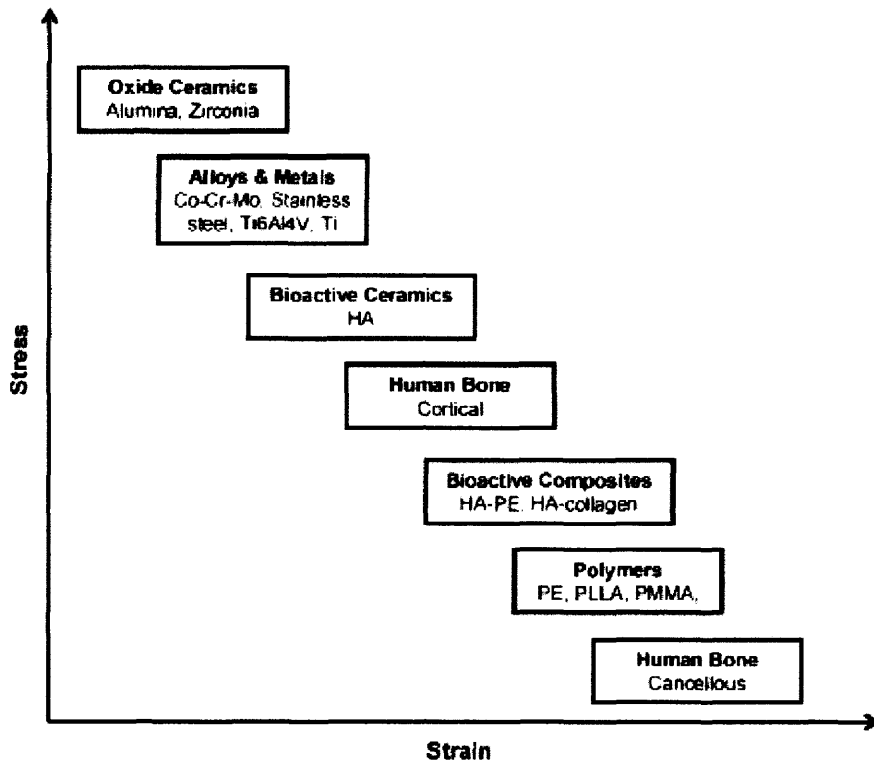 Oxide Ceramics
Alumina, Zirconia
Alloys & Metals
Co-Cr-Mo, Stainless
steel, Ti6Al4V, Ti
Bioactive Ceramics
HA
Human Bone
Cortical
Bioactive Composites
HA-PE, HA-collagen
Polymers
PE, PLLA, PMMA,
Human Bone
Cancellous
Stress
Strain